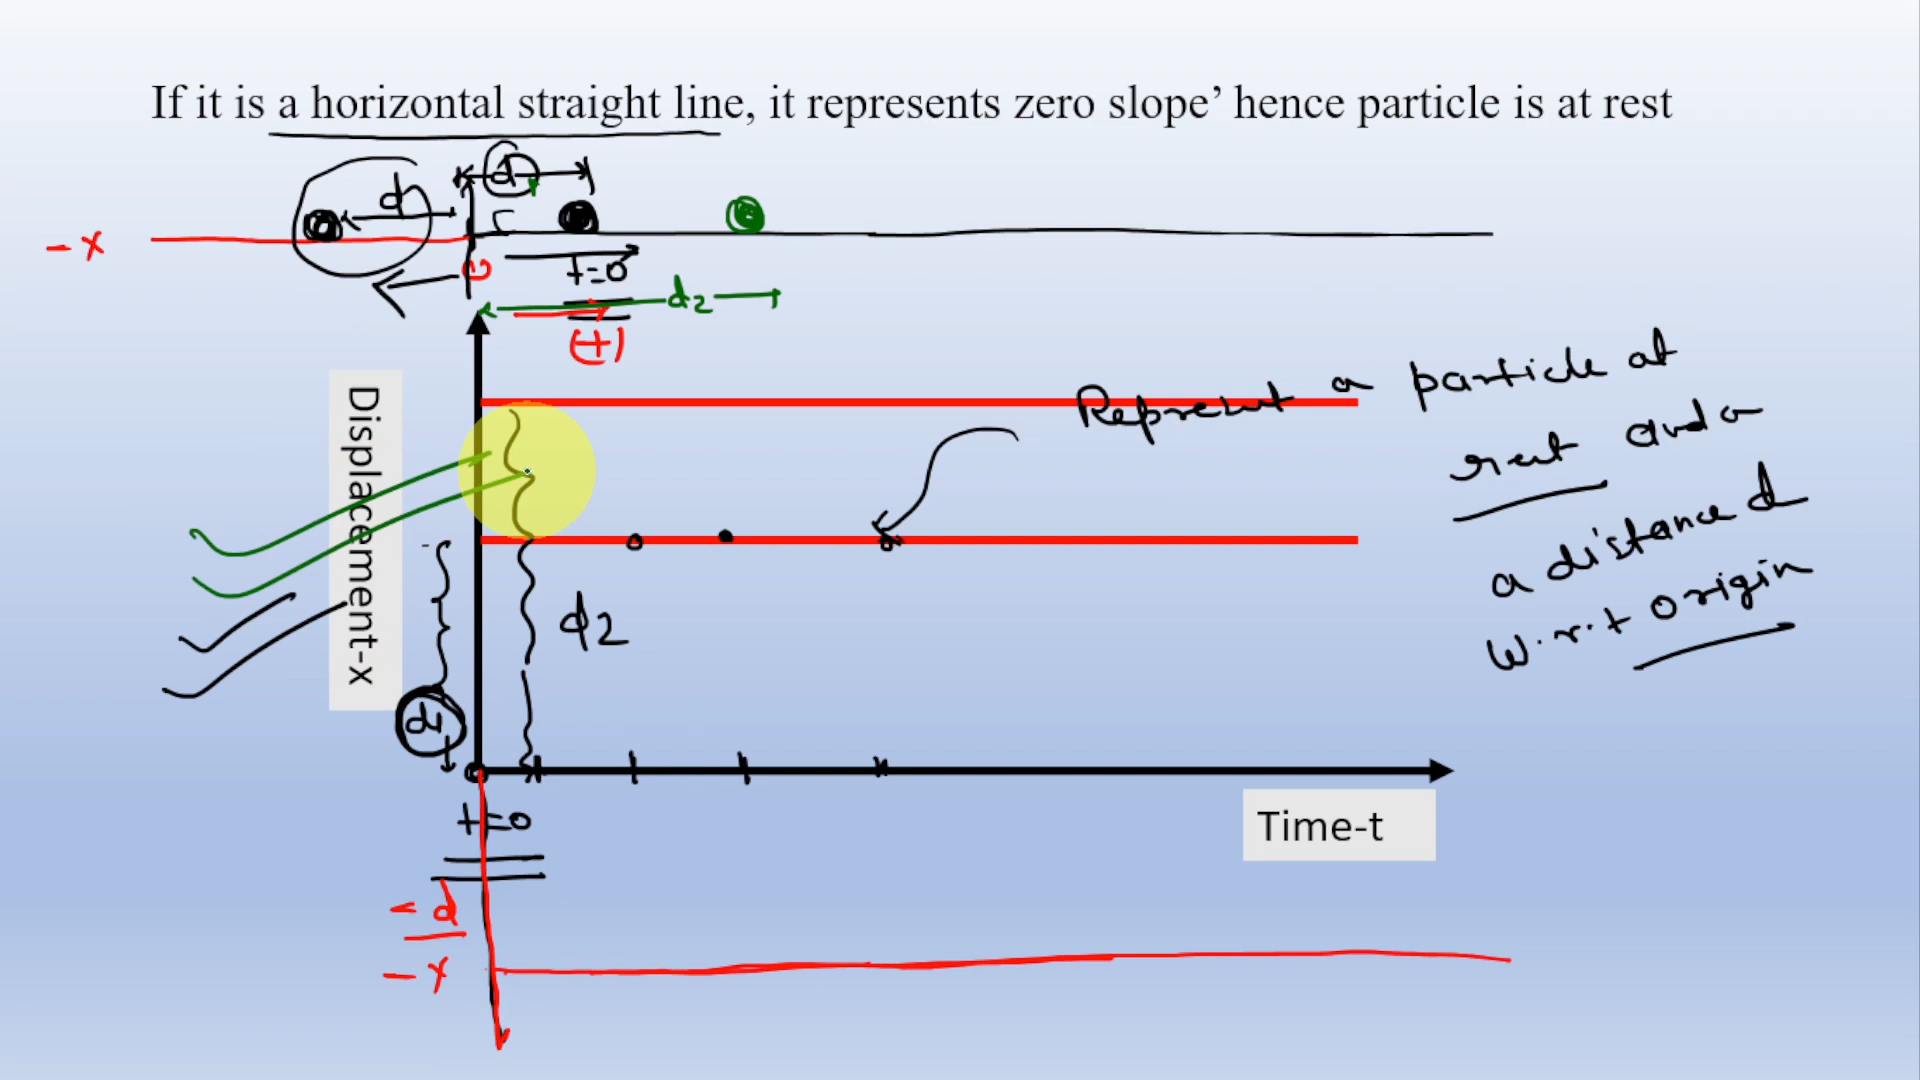 If it is a horizontal straight line, it represents zero slope’ hence particle is at rest
d
d
-x
t=0
d2
(+)
Represent a particle at
rest and a
a distance d
w.r.t origin
Displacement-x
d2
d1
t=0
Time-t
-d
-x